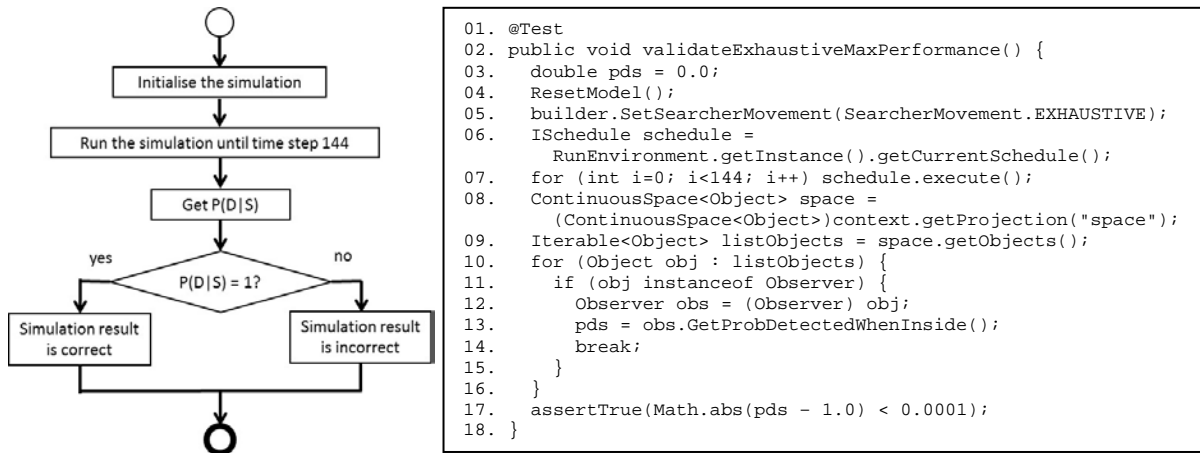 Initialise the simulation
Run the simulation until time step 144
Get P(D|S)
yes
no
P(D|S) = 1?
Simulation result
is correct
Simulation result
is incorrect
01. @Test
02. public void validateExhaustiveMaxPerformance() {
03.   double pds = 0.0;
04.   ResetModel();
05.   builder.SetSearcherMovement(SearcherMovement.EXHAUSTIVE);
06.   ISchedule schedule =
        RunEnvironment.getInstance().getCurrentSchedule();
07.   for (int i=0; i<144; i++) schedule.execute();
08.   ContinuousSpace<Object> space =
        (ContinuousSpace<Object>)context.getProjection("space");
09.   Iterable<Object> listObjects = space.getObjects();
10.   for (Object obj : listObjects) {
11.     if (obj instanceof Observer) {
12.       Observer obs = (Observer) obj;
13.       pds = obs.GetProbDetectedWhenInside();
14.       break;
15.     }
16.   }
17.   assertTrue(Math.abs(pds – 1.0) < 0.0001);
18. }